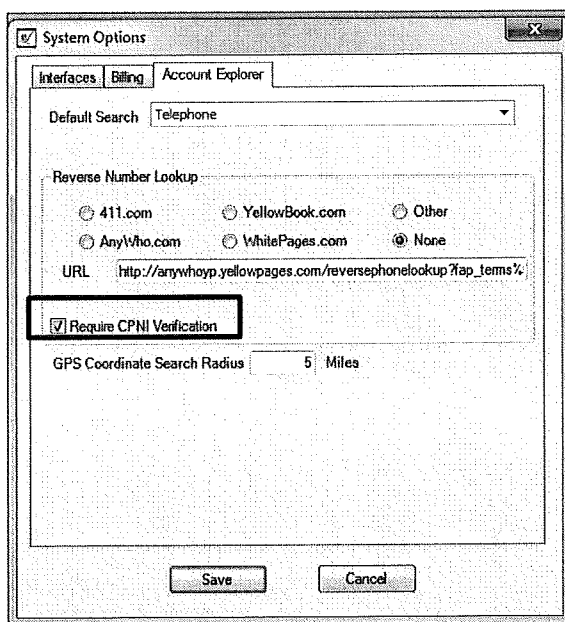 System Options
Interfaces Billing Account Explorer
Default Search Telephone
Reverse Number Lookup
411.com YellowBook.com Other
AnyWho.com WhitePages.com None
URL http://anywhoyp.yellowpages.com/reversephonelookup?fap_terms%
Require CPNI Verification
GPS Coordinate Search Radius 5 Miles
Save Cancel